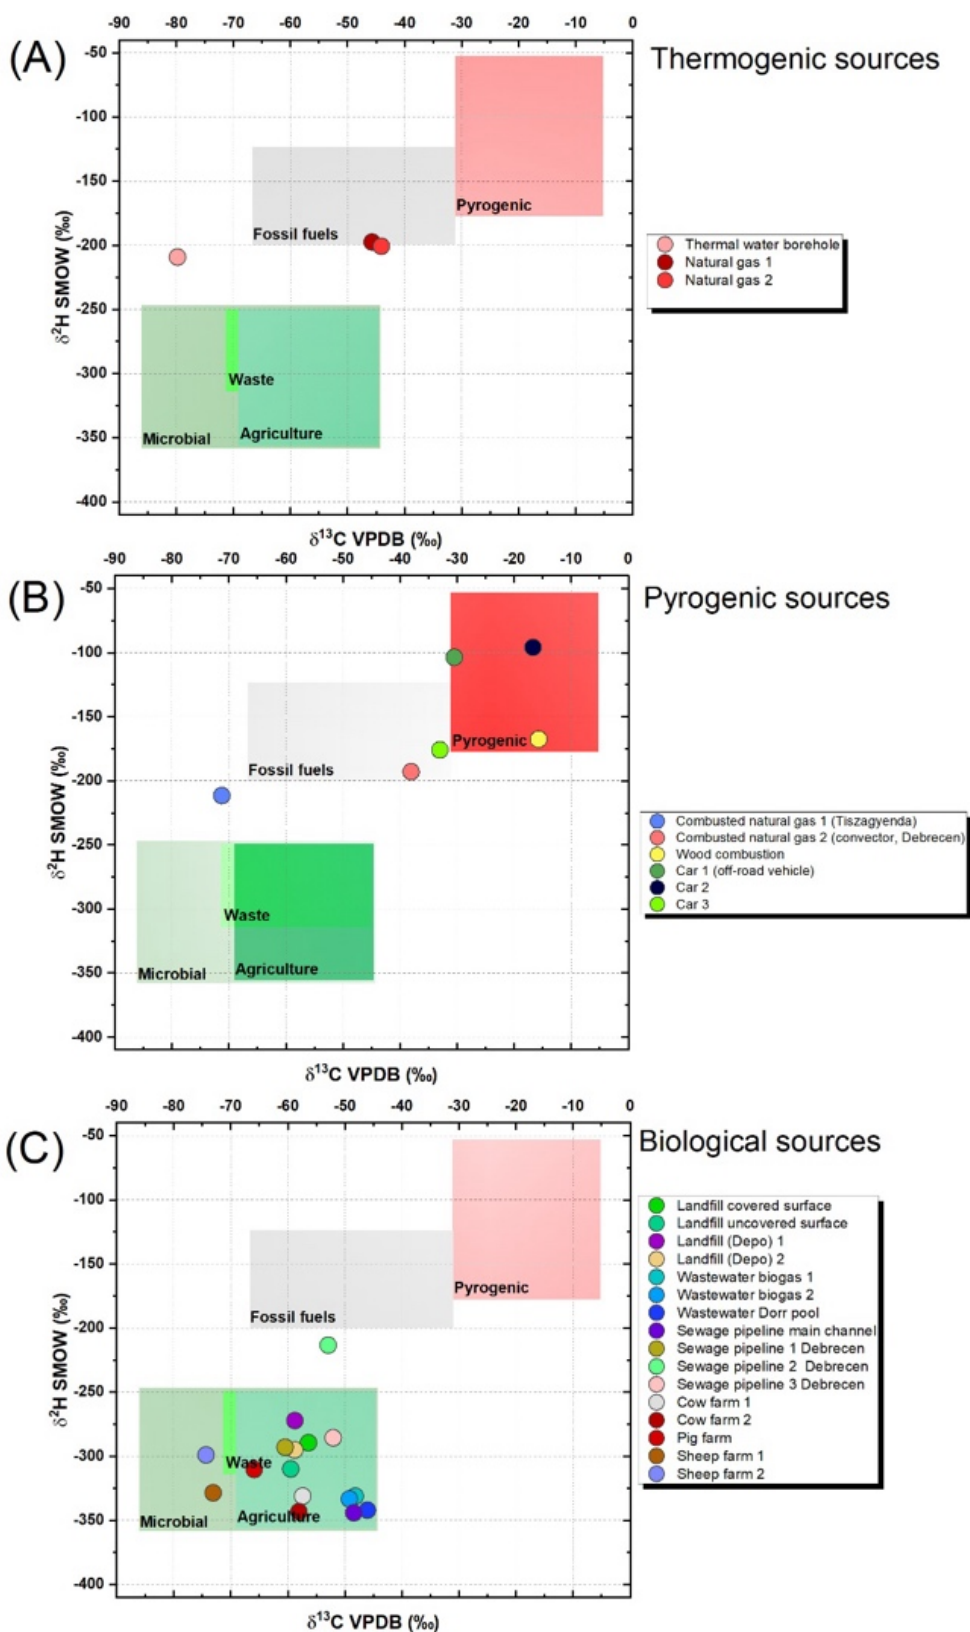 -90 -80 -70 -60 -50 -40 -30 -20 -10 0
(A)
Thermogenic sources
-50
-100
-150
-200
-250
-300
-350
-400
δ²H SMOW (‰)
Pyrogenic
Fossil fuels
Waste
Microbial
Agriculture
Thermal water borehole
Natural gas 1
Natural gas 2
δ¹³C VPDB (‰)
-90 -80 -70 -60 -50 -40 -30 -20 -10 0
(B)
Pyrogenic sources
-50
-100
-150
-200
-250
-300
-350
-400
δ²H SMOW (‰)
Pyrogenic
Fossil fuels
Waste
Microbial
Agriculture
Combusted natural gas 1 (Tiszagyenda)
Combusted natural gas 2 (convector, Debrecen)
Wood combustion
Car 1 (off-road vehicle)
Car 2
Car 3
δ¹³C VPDB (‰)
-90 -80 -70 -60 -50 -40 -30 -20 -10 0
(C)
Biological sources
-50
-100
-150
-200
-250
-300
-350
-400
δ²H SMOW (‰)
Pyrogenic
Fossil fuels
Waste
Microbial
Agriculture
Landfill covered surface
Landfill uncovered surface
Landfill (Depo) 1
Landfill (Depo) 2
Wastewater biogas 1
Wastewater biogas 2
Wastewater Dorr pool
Sewage pipeline main channel
Sewage pipeline 1 Debrecen
Sewage pipeline 2 Debrecen
Sewage pipeline 3 Debrecen
Cow farm 1
Cow farm 2
Pig farm
Sheep farm 1
Sheep farm 2
δ¹³C VPDB (‰)